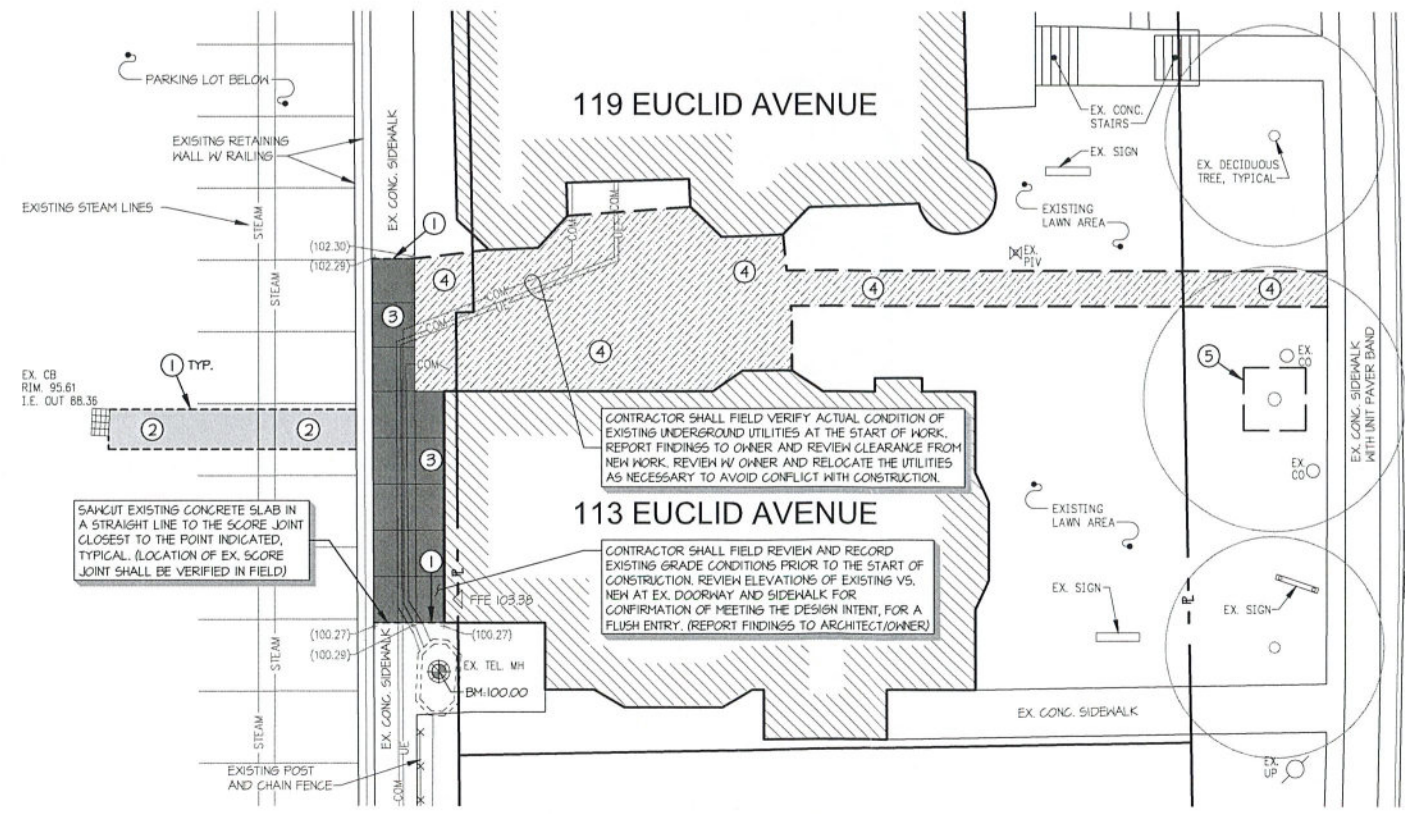 PARKING LOT BELOW
EXISITNG RETAINING
WALL W/ RAILING
EXISTING STEAM LINES
STEAM
STEAM
STEAM
STEAM
EX. CONC. SIDEWALK
119 EUCLID AVENUE
EX. CONC.
STAIRS
EX. SIGN
EX. DECIDUOUS
TREE, TYPICAL
EXISTING
LAWN AREA
EX.
PIV
(102.30)
(102.29)
1
COM
COM
UE
COM
UE
COM
COM
4
4
4
4
4
3
1 TYP.
EX. CB
RIM. 95.61
I.E. OUT 88.36
2
2
3
1
5
EX.
CO
EX.
CO
EX. CONC. SIDEWALK
WITH UNIT PAVER BAND
CONTRACTOR SHALL FIELD VERIFY ACTUAL CONDITION OF
EXISTING UNDERGROUND UTILITIES AT THE START OF WORK.
REPORT FINDINGS TO OWNER AND REVIEW CLEARANCE FROM
NEW WORK. REVIEW W/ OWNER AND RELOCATE THE UTILITIES
AS NECESSARY TO AVOID CONFLICT WITH CONSTRUCTION.
SAWCUT EXISTING CONCRETE SLAB IN
A STRAIGHT LINE TO THE SCORE JOINT
CLOSEST TO THE POINT INDICATED,
TYPICAL. (LOCATION OF EX. SCORE
JOINT SHALL BE VERIFIED IN FIELD)
113 EUCLID AVENUE
CONTRACTOR SHALL FIELD REVIEW AND RECORD
EXISTING GRADE CONDITIONS PRIOR TO THE START OF
CONSTRUCTION. REVIEW ELEVATIONS OF EXISTING VS.
NEW AT EX. DOORWAY AND SIDEWALK FOR
CONFIRMATION OF MEETING THE DESIGN INTENT, FOR A
FLUSH ENTRY. (REPORT FINDINGS TO ARCHITECT/OWNER)
EXISTING
LAWN AREA
EX. SIGN
EX. SIGN
PL
PL
FFE 103.38
(100.27)
(100.29)
(100.27)
EX. TEL. MH
BM:100.00
EX. CONC. SIDEWALK
UE
COM
EXISTING POST
AND CHAIN FENCE
EX. CONC. SIDEWALK
EX.
UP